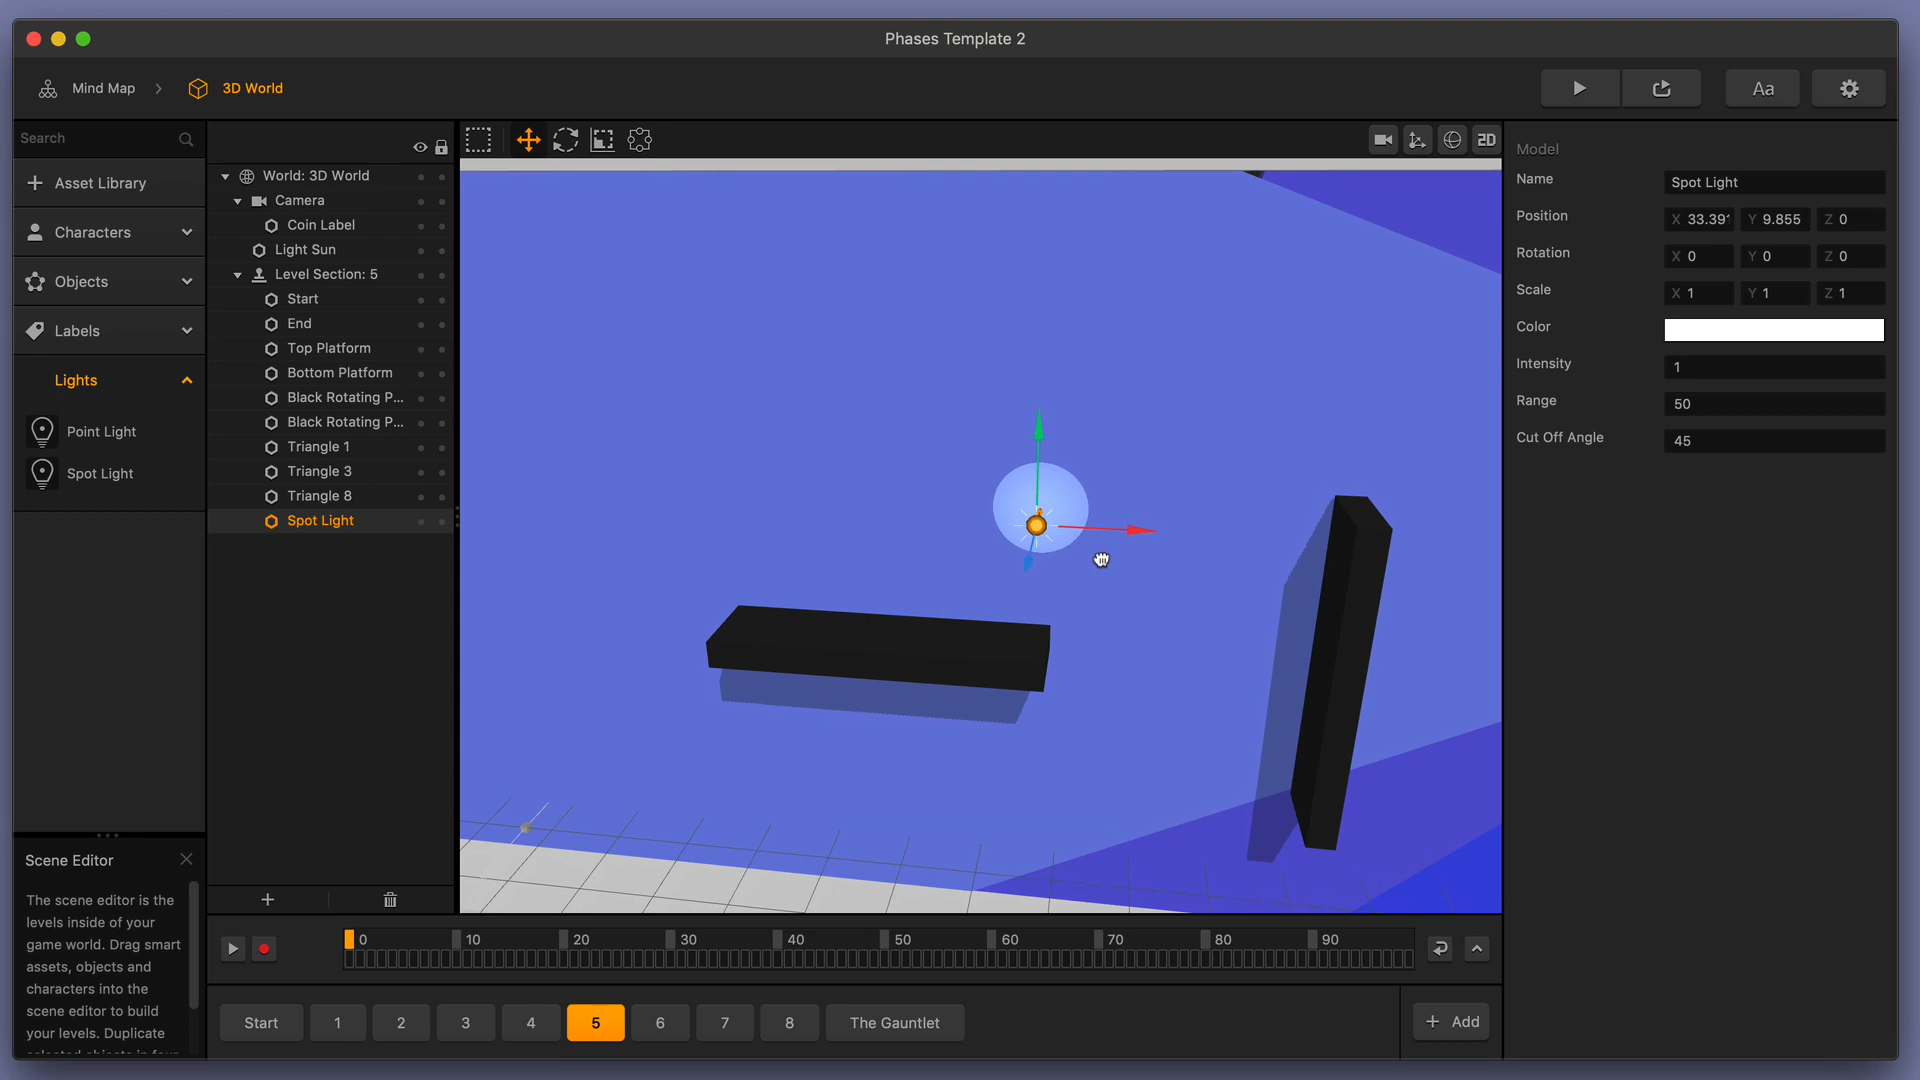 Phases Template 2
Mind Map
3D World
Aa
Search
Asset Library
Characters
Objects
Labels
Lights
Point Light
Spot Light
Scene Editor
The scene editor is the
levels inside of your
game world. Drag smart
assets, objects and
characters into the
scene editor to build
your levels. Duplicate
World: 3D World
Camera
Coin Label
Light Sun
Level Section: 5
Start
End
Top Platform
Bottom Platform
Black Rotating P...
Black Rotating P...
Triangle 1
Triangle 3
Triangle 8
Spot Light
2D
Model
Name Spot Light
Position X 33.391 Y 9.855 Z 0
Rotation X 0 Y 0 Z 0
Scale X 1 Y 1 Z 1
Color
Intensity 1
Range 50
Cut Off Angle 45
0 10 20 30 40 50 60 70 80 90
Start 1 2 3 4 5 6 7 8 The Gauntlet
Add